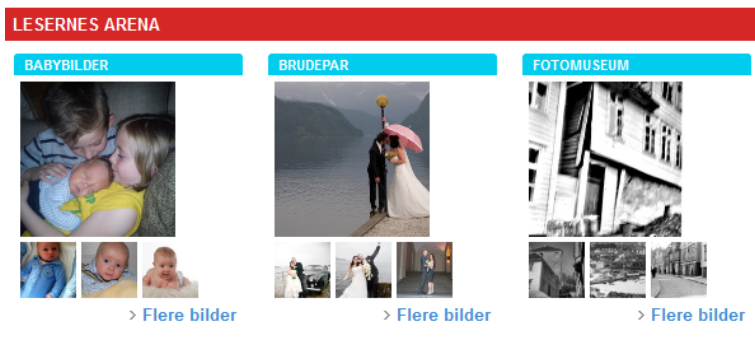 LESERNES ARENA
BABYBILDER
BRUDEPAR
FOTOMUSEUM
> Flere bilder
> Flere bilder
> Flere bilder